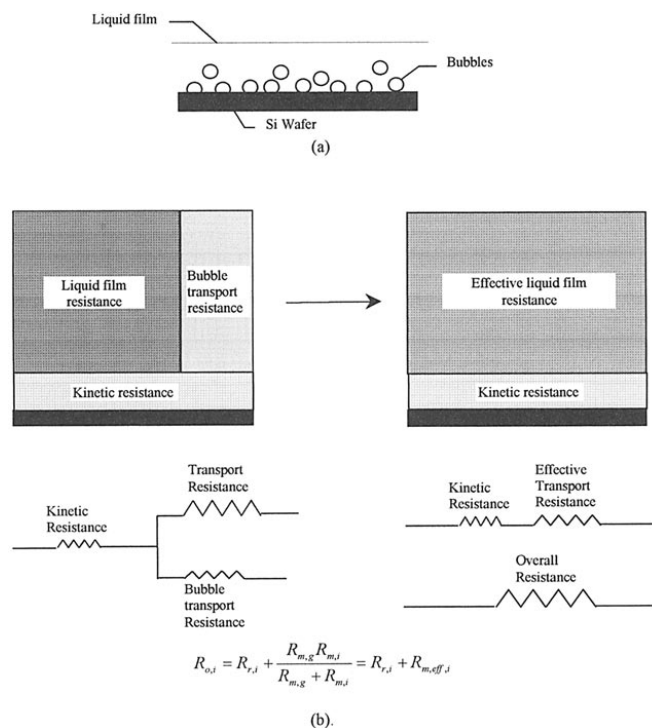 Liquid film
Bubbles
Si Wafer
(a)
Liquid film
resistance
Bubble
transport
resistance
Kinetic resistance
Effective liquid film
resistance
Kinetic resistance
Transport
Resistance
Kinetic
Resistance
Bubble
transport
Resistance
Effective
Kinetic Transport
Resistance Resistance
Overall
Resistance
R_{o,i} = R_{r,i} + \frac{R_{m,g} R_{m,i}}{R_{m,g} + R_{m,i}} = R_{r,i} + R_{m,eff,i}
(b).